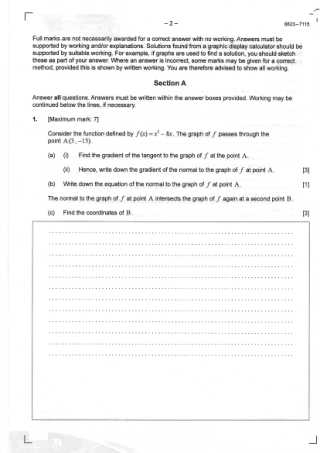 – 2 –
8823–7115
Full marks are not necessarily awarded for a correct answer with no working. Answers must be
supported by working and/or explanations. Solutions found from a graphic display calculator should be
supported by suitable working. For example, if graphs are used to find a solution, you should sketch
these as part of your answer. Where an answer is incorrect, some marks may be given for a correct
method, provided this is shown by written working. You are therefore advised to show all working.
Section A
Answer all questions. Answers must be written within the answer boxes provided. Working may be
continued below the lines, if necessary.
1. [Maximum mark: 7]
Consider the function defined by f(x) = x² – 8x. The graph of f passes through the
point A(3, –15).
(a) (i) Find the gradient of the tangent to the graph of f at the point A.
(ii) Hence, write down the gradient of the normal to the graph of f at point A. [3]
(b) Write down the equation of the normal to the graph of f at point A. [1]
The normal to the graph of f at point A intersects the graph of f again at a second point B.
(c) Find the coordinates of B. [3]